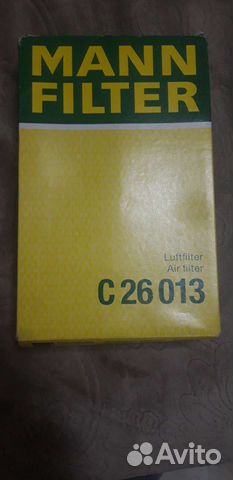 MANN
FILTER
Luftfilter
Air filter
C 26 013
Avito